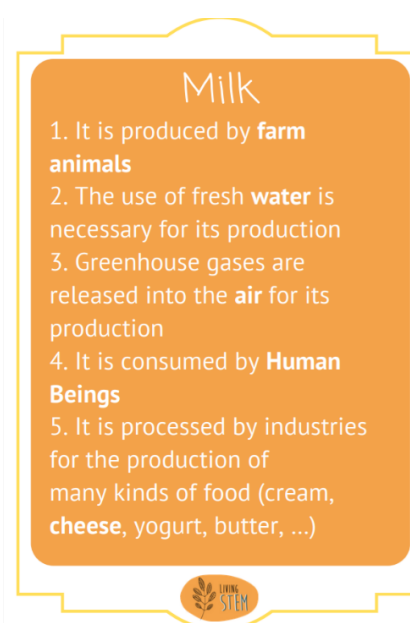 Milk
1. It is produced by farm
animals
2. The use of fresh water is
necessary for its production
3. Greenhouse gases are
released into the air for its
production
4. It is consumed by Human
Beings
5. It is processed by industries
for the production of
many kinds of food (cream,
cheese, yogurt, butter, ...)
LIVING
STEM